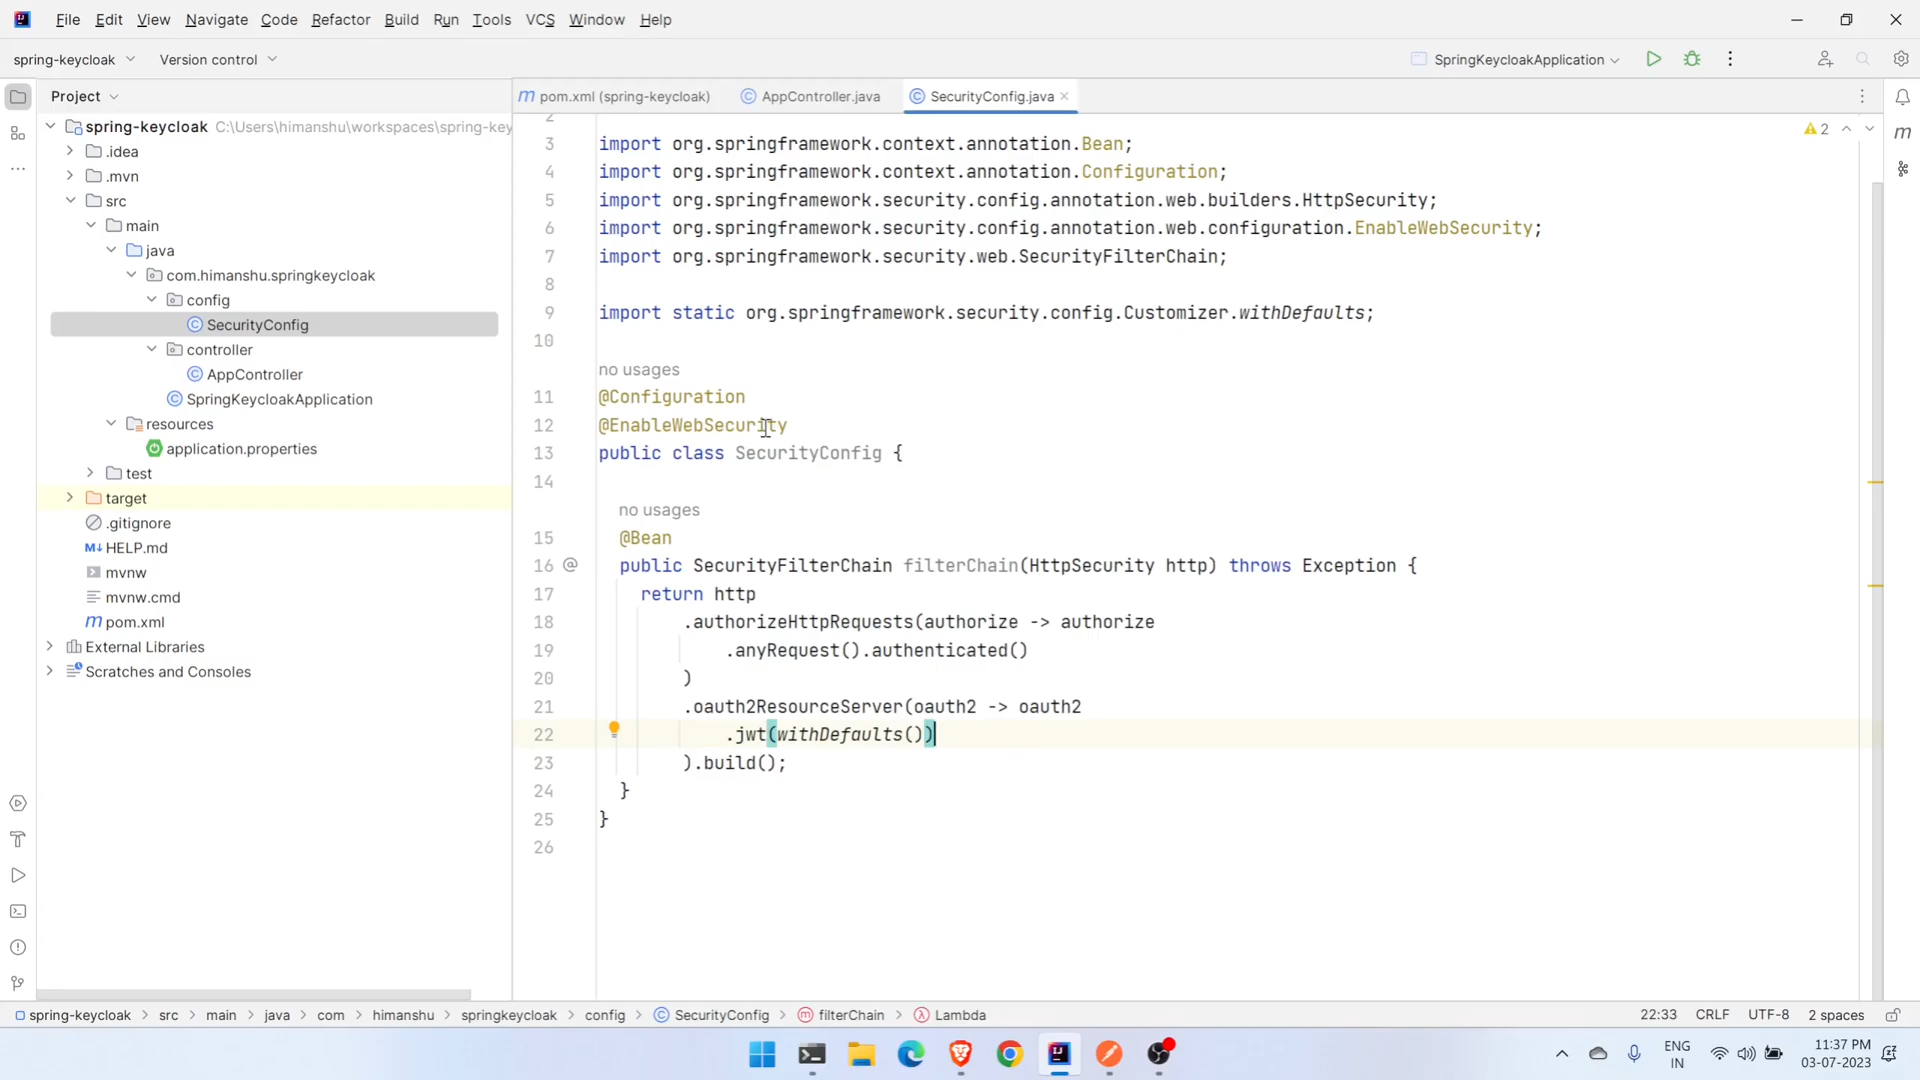 File Edit View Navigate Code Refactor Build Run Tools VCS Window Help
spring-keycloak Version control SpringKeycloakApplication
Project
spring-keycloak C:\Users\himanshu\workspaces\spring-key
.idea
.mvn
src
main
java
com.himanshu.springkeycloak
config
SecurityConfig
controller
AppController
SpringKeycloakApplication
resources
application.properties
test
target
.gitignore
HELP.md
mvnw
mvnw.cmd
pom.xml
External Libraries
Scratches and Consoles
pom.xml (spring-keycloak) AppController.java SecurityConfig.java
2
2
3 import org.springframework.context.annotation.Bean;
4 import org.springframework.context.annotation.Configuration;
5 import org.springframework.security.config.annotation.web.builders.HttpSecurity;
6 import org.springframework.security.config.annotation.web.configuration.EnableWebSecurity;
7 import org.springframework.security.web.SecurityFilterChain;
8
9 import static org.springframework.security.config.Customizer.withDefaults;
10
no usages
11 @Configuration
12 @EnableWebSecurity
13 public class SecurityConfig {
14
no usages
15 @Bean
16 public SecurityFilterChain filterChain(HttpSecurity http) throws Exception {
17 return http
18 .authorizeHttpRequests(authorize -> authorize
19 .anyRequest().authenticated()
20 )
21 .oauth2ResourceServer(oauth2 -> oauth2
22 .jwt(withDefaults())
23 ).build();
24 }
25 }
26
spring-keycloak > src > main > java > com > himanshu > springkeycloak > config > SecurityConfig > filterChain > Lambda 22:33 CRLF UTF-8 2 spaces
ENG
IN
11:37 PM
03-07-2023